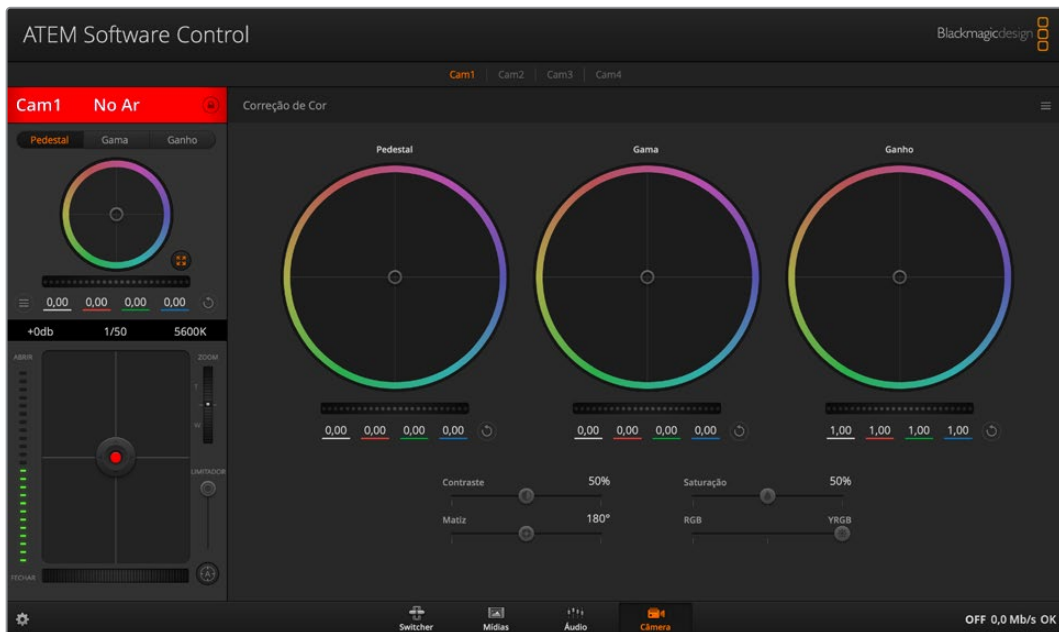 ATEM Software Control
Blackmagicdesign
Cam1 Cam2 Cam3 Cam4
Cam1 No Ar
Correção de Cor
Pedestal Gama Ganho
0,00 0,00 0,00 0,00
+0db 1/50 5600K
ABRIR
ZOOM
T
W
LIMITADOR
FECHAR
A
Pedestal Gama Ganho
0,00 0,00 0,00 0,00
0,00 0,00 0,00 0,00
1,00 1,00 1,00 1,00
Contraste 50%
Saturação 50%
Matiz 180°
RGB YRGB
Switcher Mídias Áudio Câmera
OFF 0,0 Mb/s OK